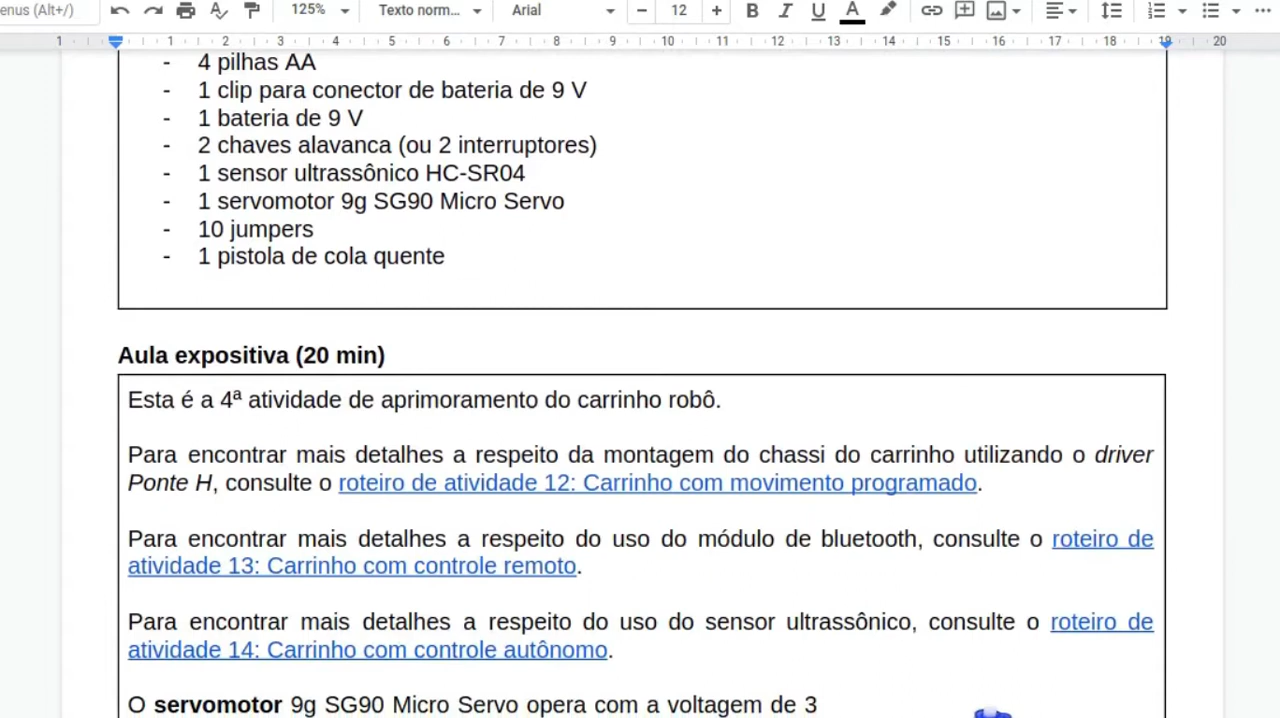 enus (Alt+/) 125% Texto norm... Arial 12 B I U A
1 1 2 3 4 5 6 7 8 9 10 11 12 13 14 15 16 17 18 19 20
- 4 pilhas AA
- 1 clip para conector de bateria de 9 V
- 1 bateria de 9 V
- 2 chaves alavanca (ou 2 interruptores)
- 1 sensor ultrassônico HC-SR04
- 1 servomotor 9g SG90 Micro Servo
- 10 jumpers
- 1 pistola de cola quente
Aula expositiva (20 min)
Esta é a 4ª atividade de aprimoramento do carrinho robô.
Para encontrar mais detalhes a respeito da montagem do chassi do carrinho utilizando o driver
Ponte H, consulte o roteiro de atividade 12: Carrinho com movimento programado.
Para encontrar mais detalhes a respeito do uso do módulo de bluetooth, consulte o roteiro de
atividade 13: Carrinho com controle remoto.
Para encontrar mais detalhes a respeito do uso do sensor ultrassônico, consulte o roteiro de
atividade 14: Carrinho com controle autônomo.
O servomotor 9g SG90 Micro Servo opera com a voltagem de 3